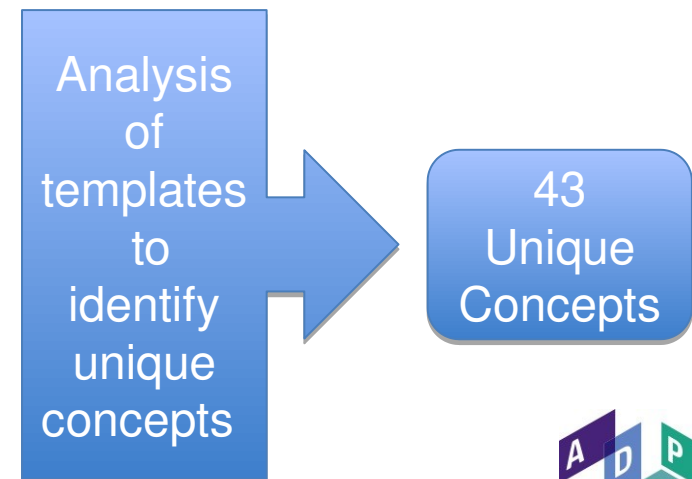 Analysis
of
templates
to
identify
unique
concepts
43
Unique
Concepts
A D P